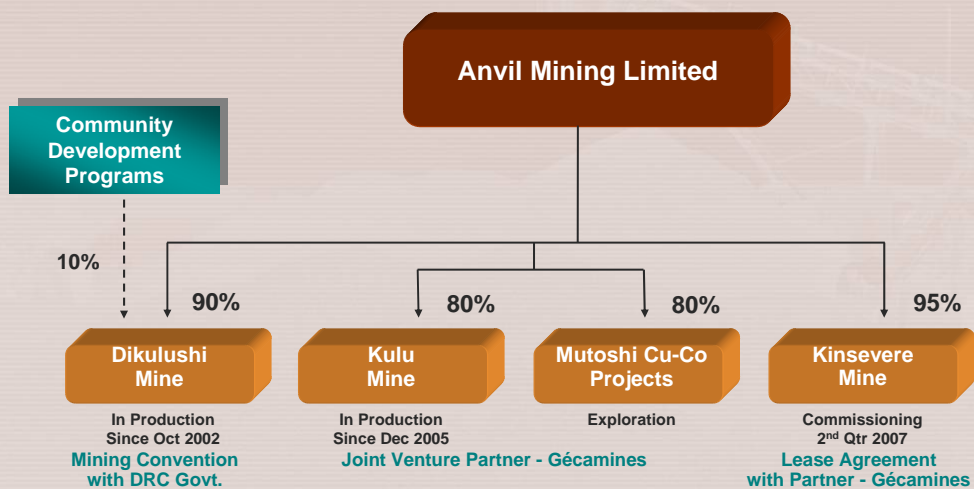 Anvil Mining Limited
Community
Development
Programs
10%
90%
80%
80%
95%
Dikulushi
Mine
Kulu
Mine
Mutoshi Cu-Co
Projects
Kinsevere
Mine
In Production
Since Oct 2002
Mining Convention
with DRC Govt.
In Production
Since Dec 2005
Exploration
Joint Venture Partner - Gécamines
Commissioning
2nd Qtr 2007
Lease Agreement
with Partner - Gécamines